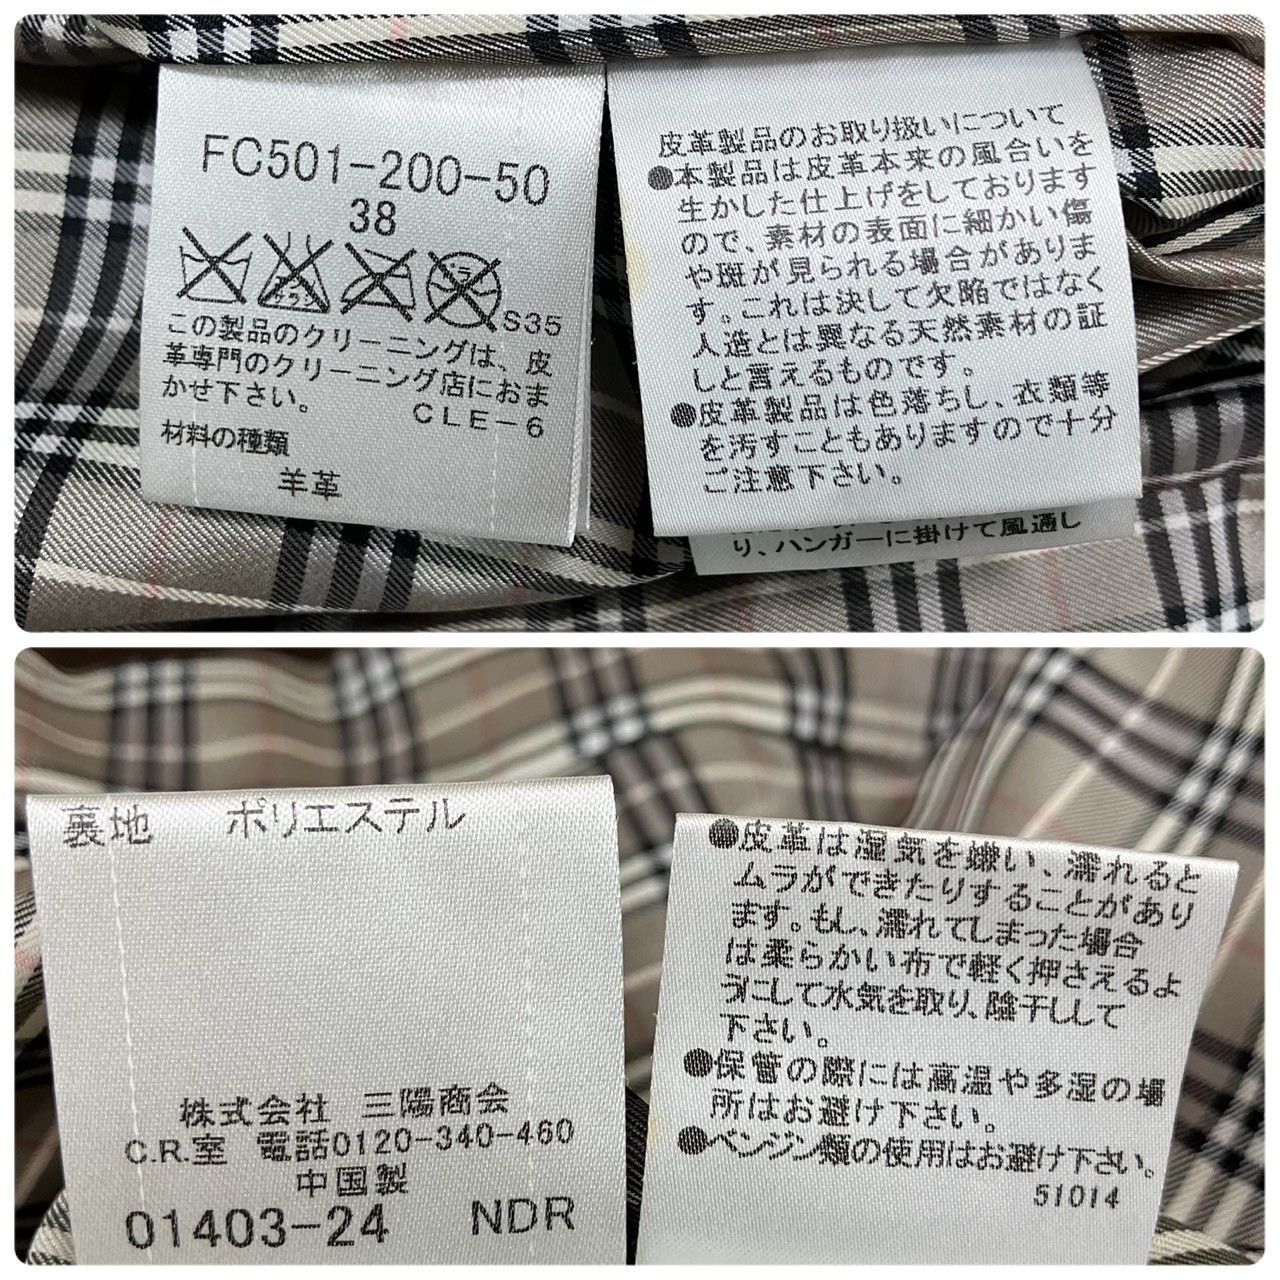 FC501-200-50
38
エンソ
サラシ
ドラ
S35
この製品のクリーニングは、皮
革専門のクリーニング店におま
かせ下さい。
CLE-6
材料の種類
羊革
皮革製品のお取り扱いについて
●本製品は皮革本来の風合いを
生かした仕上げをしております
ので、素材の表面に細かい傷
や斑が見られる場合がありま
す。これは決して欠陥ではなく
人造とは異なる天然素材の証
しと言えるものです。
●皮革製品は色落ちし、衣類等
を汚すこともありますので十分
ご注意下さい。
り、ハンガーに掛けて風通し
裏地 ポリエステル
株式会社 三陽商会
C.R.室 電話0120-340-460
中国製
01403-24 NDR
●皮革は湿気を嫌い、濡れると
ムラができたりすることがあり
ます。もし、濡れてしまった場合
は柔らかい布で軽く押さえるよ
うにして水気を取り、陰干しして
下さい。
●保管の際には高温や多湿の場
所はお避け下さい。
●ベンジン類の使用はお避け下さい。
51014